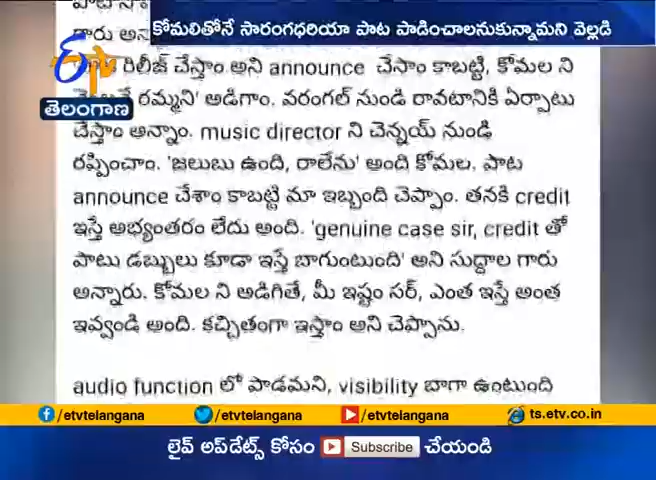 కోమలితోనే సారంగధరియా పాట పాడించాలనుకున్నామని వెల్లడి
గారు అన
రిలీజ్ చేస్తాం అని announce చేసాం కాబట్టి, కోమల ని
రమ్మని' అడిగాం. వరంగల్ నుండి రావటానికి ఏర్పాటు
తెలంగాణ
చేస్తాం అన్నాం. music director ని చెన్నయ్ నుండి
రప్పించాం. 'జలుబు ఉంది, రాలేను' అంది కోమల. పాట
announce చేశాం కాబట్టి మా ఇబ్బంది చెప్పాం. తనకి credit
ఇస్తే అభ్యంతరం లేదు అంది. 'genuine case sir, credit తో
పాటు డబ్బులు కూడా ఇస్తే బాగుంటుంది' అని సుద్దాల గారు
అన్నారు. కోమల ని అడిగితే, మీ ఇష్టం సర్, ఎంత ఇస్తే అంత
ఇవ్వండి అంది. కచ్చితంగా ఇస్తాం అని చెప్పాను.
audio function లో పాడమని, visibility బాగా ఉంటుంది
/etvtelangana /etvtelangana /etvtelangana ts.etv.co.in
లైవ్ అప్‌డేట్స్ కోసం Subscribe చేయండి